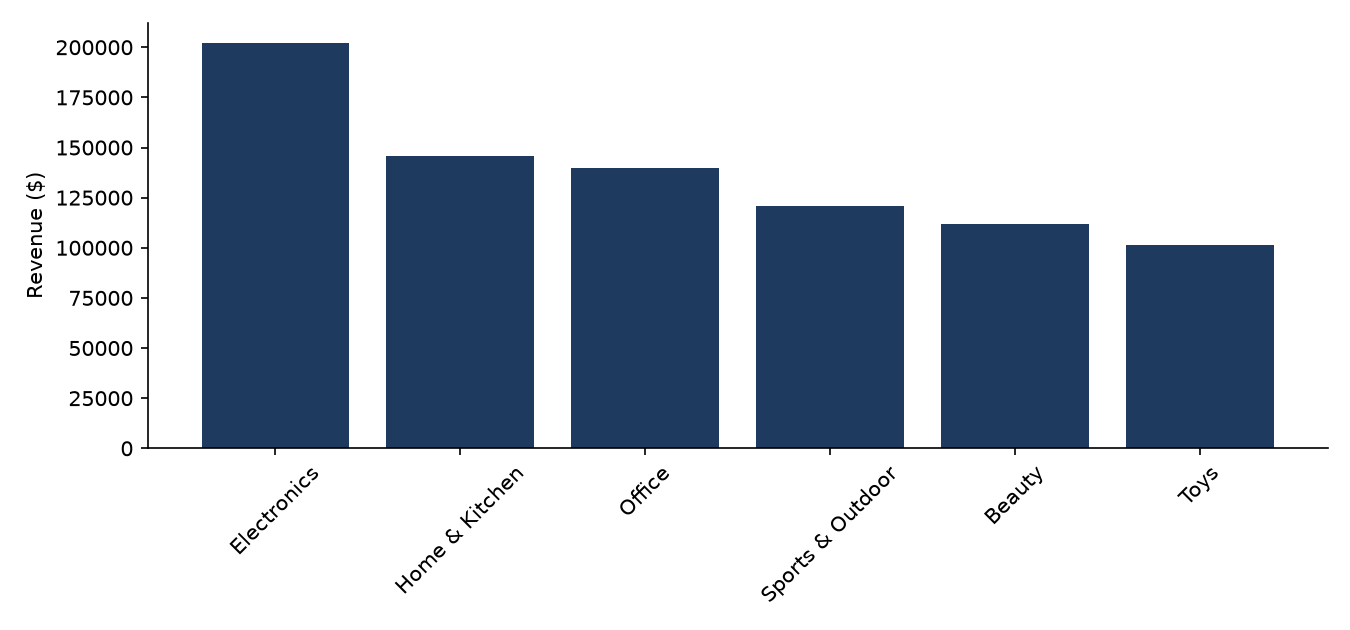 Revenue ($)
200000
175000
150000
125000
100000
75000
50000
25000
0
Electronics
Home & Kitchen
Office
Sports & Outdoor
Beauty
Toys